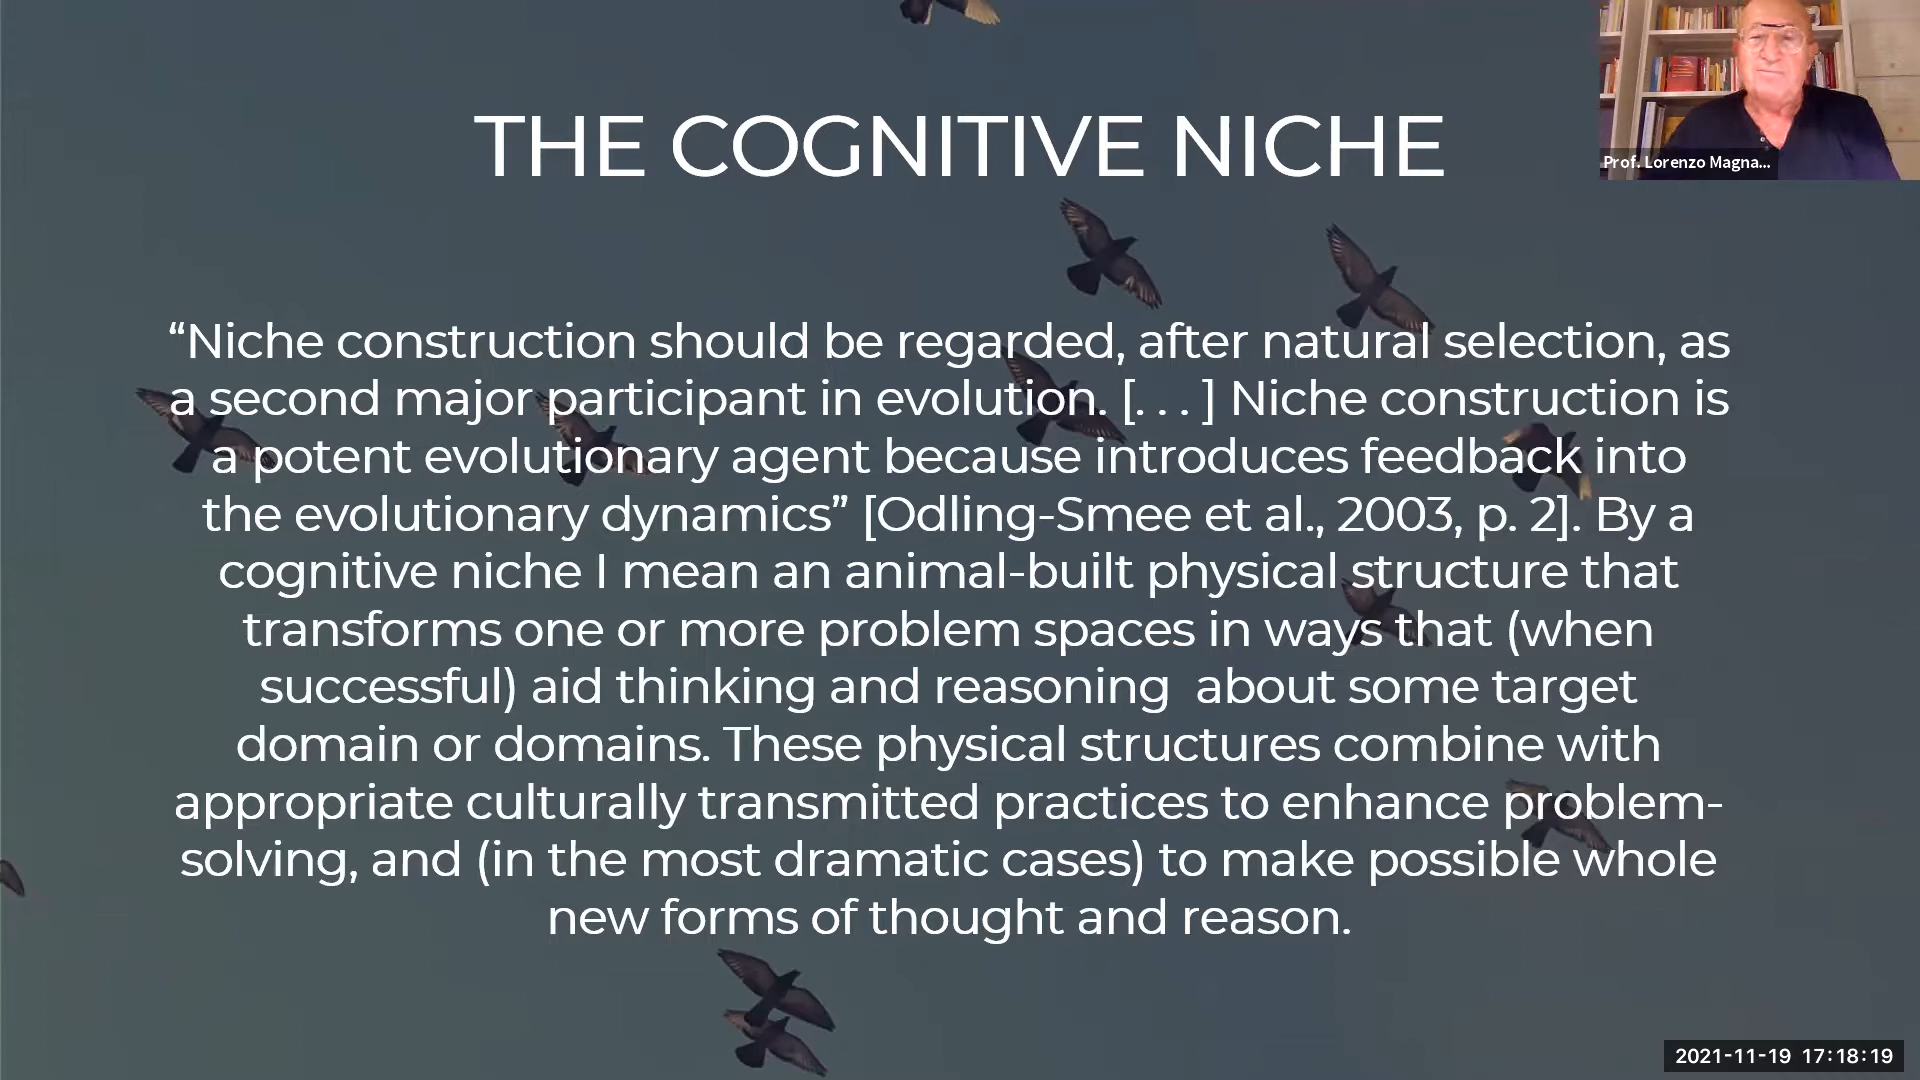 THE COGNITIVE NICHE
Prof. Lorenzo Magna...
“Niche construction should be regarded, after natural selection, as
a second major participant in evolution. [. . . ] Niche construction is
a potent evolutionary agent because introduces feedback into
the evolutionary dynamics” [Odling-Smee et al., 2003, p. 2]. By a
cognitive niche I mean an animal-built physical structure that
transforms one or more problem spaces in ways that (when
successful) aid thinking and reasoning  about some target
domain or domains. These physical structures combine with
appropriate culturally transmitted practices to enhance problem-
solving, and (in the most dramatic cases) to make possible whole
new forms of thought and reason.
2021-11-19 17:18:19